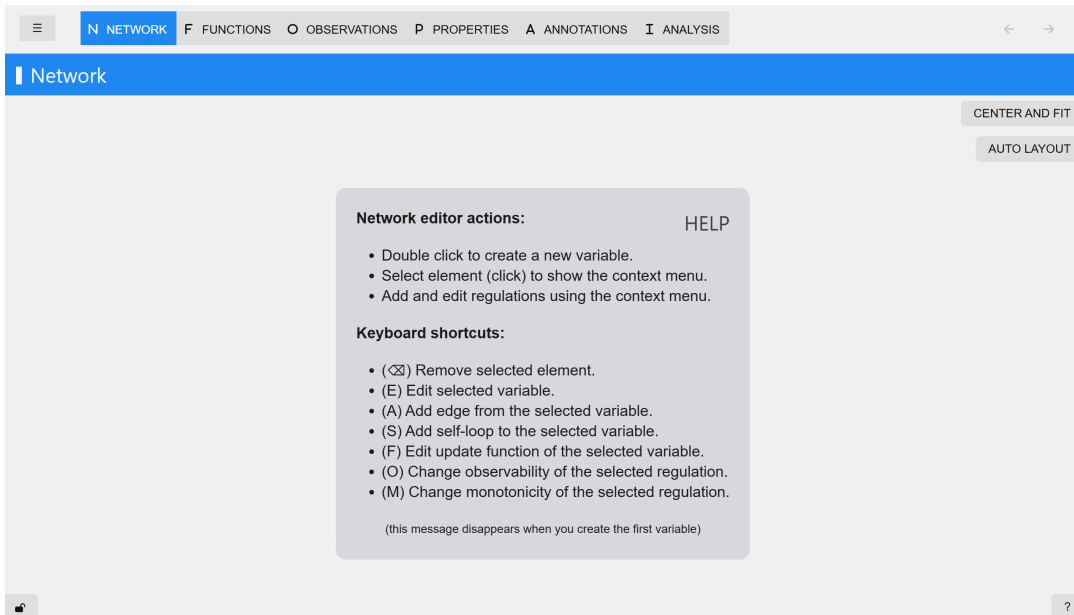 ☰ N NETWORK F FUNCTIONS O OBSERVATIONS P PROPERTIES A ANNOTATIONS I ANALYSIS ← →
Network
CENTER AND FIT
AUTO LAYOUT
Network editor actions:
HELP
• Double click to create a new variable.
• Select element (click) to show the context menu.
• Add and edit regulations using the context menu.
Keyboard shortcuts:
• (⌫) Remove selected element.
• (E) Edit selected variable.
• (A) Add edge from the selected variable.
• (S) Add self-loop to the selected variable.
• (F) Edit update function of the selected variable.
• (O) Change observability of the selected regulation.
• (M) Change monotonicity of the selected regulation.
(this message disappears when you create the first variable)
?